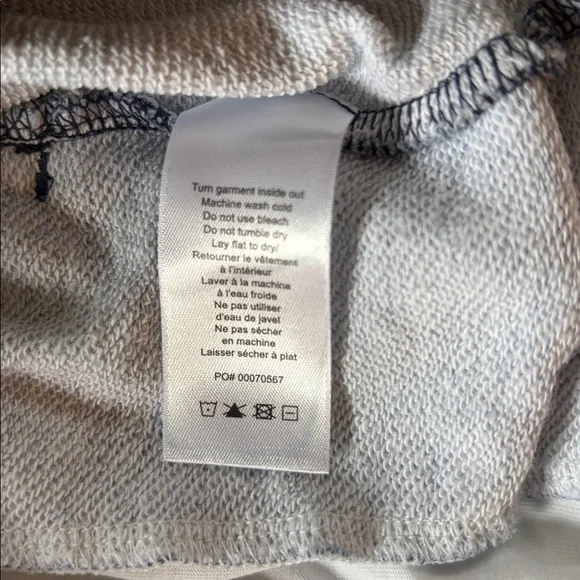 Turn garment inside out
Machine wash cold
Do not use bleach
Do not tumble dry
Lay flat to dry/
Retourner le vêtement
à l'intérieur
Laver à la machine
à l'eau froide
Ne pas utiliser
d'eau de javel
Ne pas sécher
en machine
Laisser sécher à plat
PO# 00070567